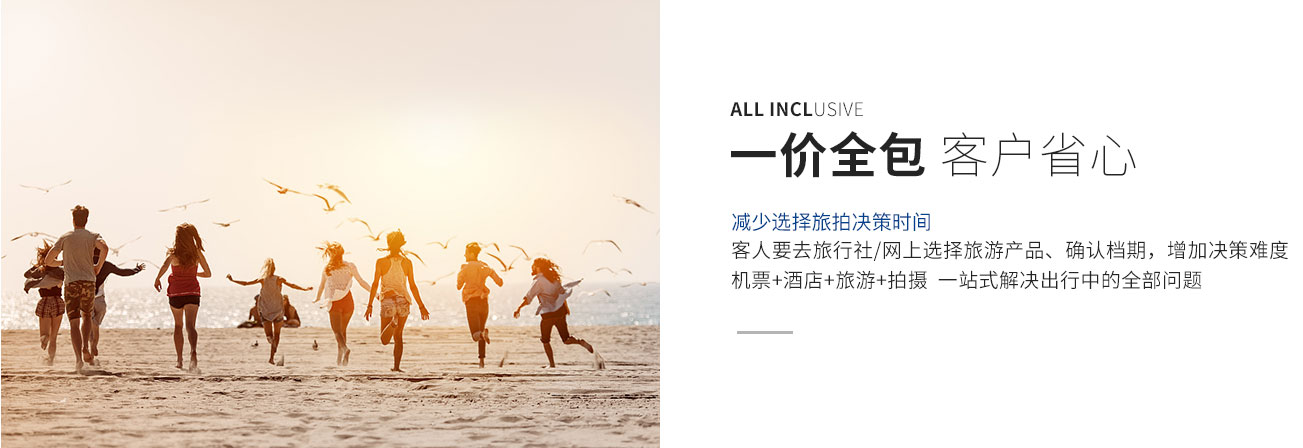 ALL INCLUSIVE
一价全包 客户省心
减少选择旅拍决策时间
客人要去旅行社/网上选择旅游产品、确认档期，增加决策难度
机票+酒店+旅游+拍摄 一站式解决出行中的全部问题